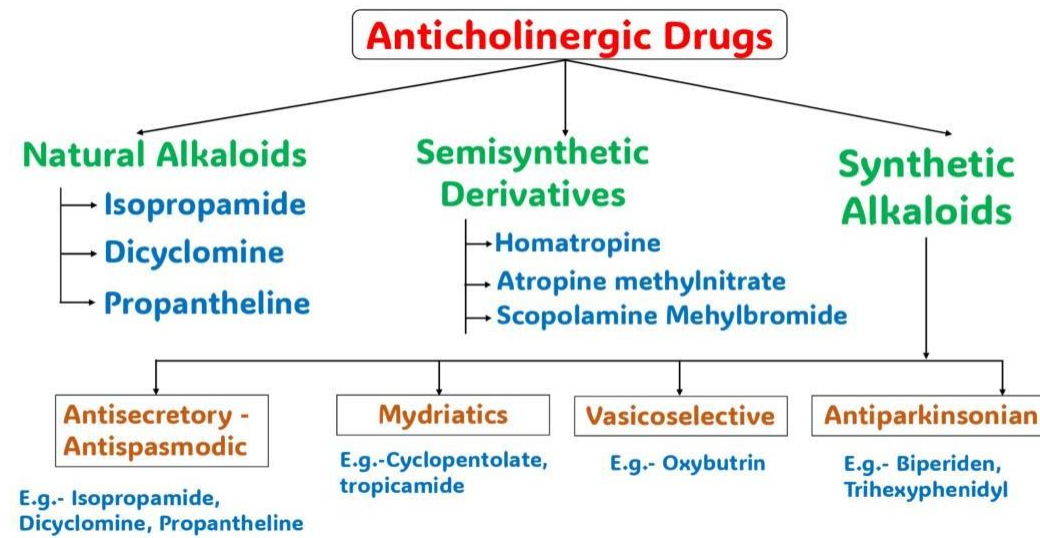 Anticholinergic Drugs
Natural Alkaloids
Isopropamide
Dicyclomine
Propantheline
Semisynthetic
Derivatives
Homatropine
Atropine methylnitrate
Scopolamine Mehylbromide
Synthetic
Alkaloids
Antisecretory -
Antispasmodic
E.g.- Isopropamide,
Dicyclomine, Propantheline
Mydriatics
E.g.-Cyclopentolate,
tropicamide
Vasicoselective
E.g.- Oxybutrin
Antiparkinsonian
E.g.- Biperiden,
Trihexyphenidyl